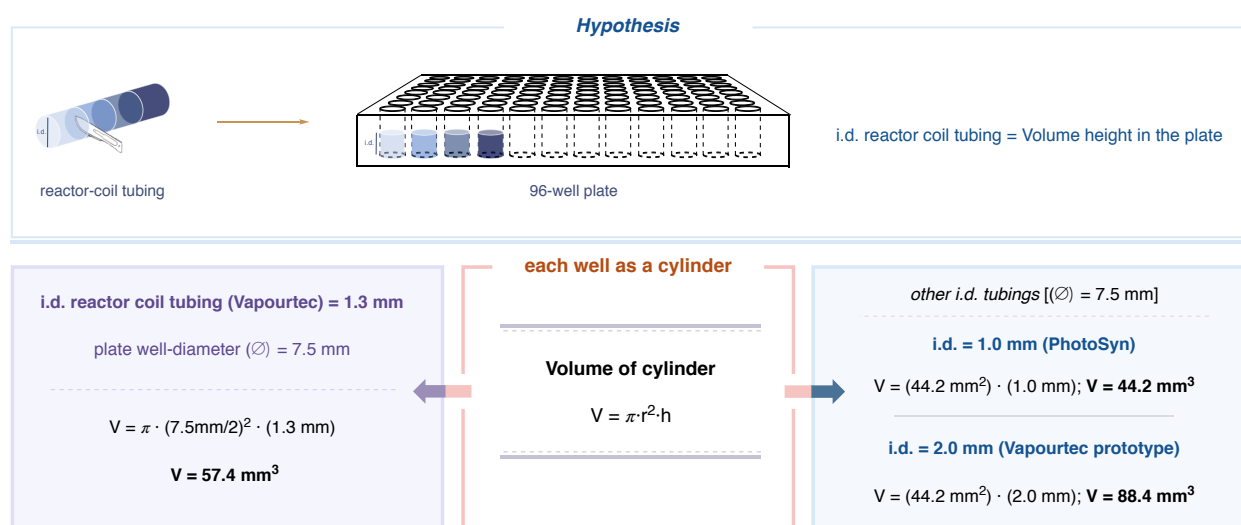 Hypothesis
i.d.
i.d.
i.d. reactor coil tubing = Volume height in the plate
reactor-coil tubing
96-well plate
each well as a cylinder
i.d. reactor coil tubing (Vapourtec) = 1.3 mm
plate well-diameter (∅) = 7.5 mm
V = π · (7.5mm/2)² · (1.3 mm)
V = 57.4 mm³
Volume of cylinder
V = π·r²·h
other i.d. tubings [(∅) = 7.5 mm]
i.d. = 1.0 mm (PhotoSyn)
V = (44.2 mm²) · (1.0 mm); V = 44.2 mm³
i.d. = 2.0 mm (Vapourtec prototype)
V = (44.2 mm²) · (2.0 mm); V = 88.4 mm³